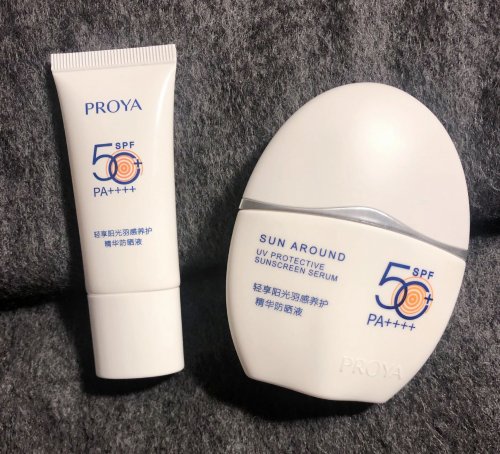 PROYA
SPF
50+
PA++++
轻享阳光羽感养护
精华防晒液
SUN AROUND
UV PROTECTIVE
SUNSCREEN SERUM
轻享阳光羽感养护
精华防晒液
SPF
50+
PA++++
PROYA